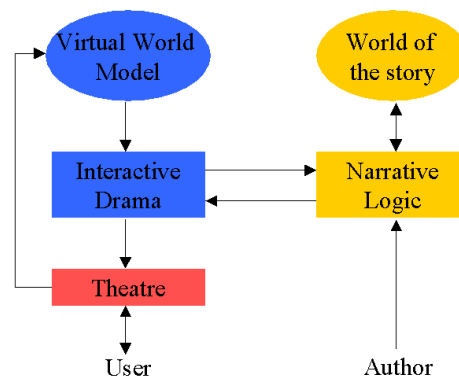 Virtual World
Model
World of
the story
Interactive
Drama
Narrative
Logic
Theatre
User
Author